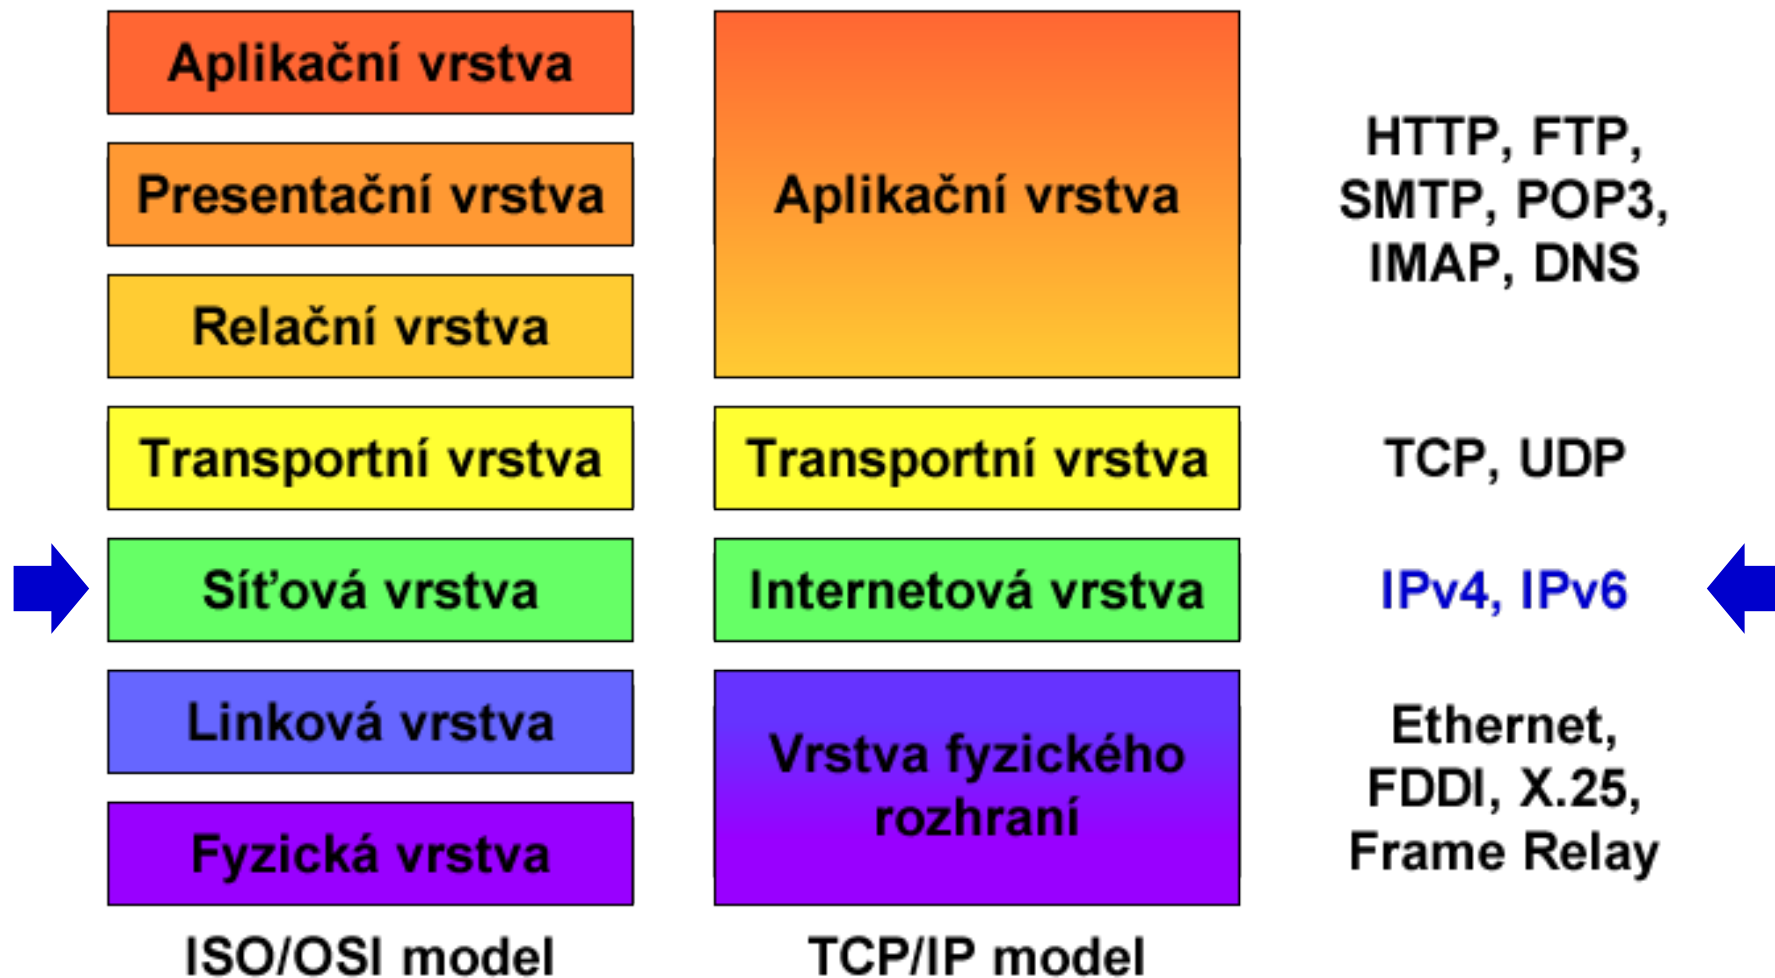 Aplikační vrstva
Presentační vrstva
Relační vrstva
Transportní vrstva
Síťová vrstva
Linková vrstva
Fyzická vrstva
ISO/OSI model
Aplikační vrstva
Transportní vrstva
Internetová vrstva
Vrstva fyzického
rozhraní
TCP/IP model
HTTP, FTP,
SMTP, POP3,
IMAP, DNS
TCP, UDP
IPv4, IPv6
Ethernet,
FDDI, X.25,
Frame Relay